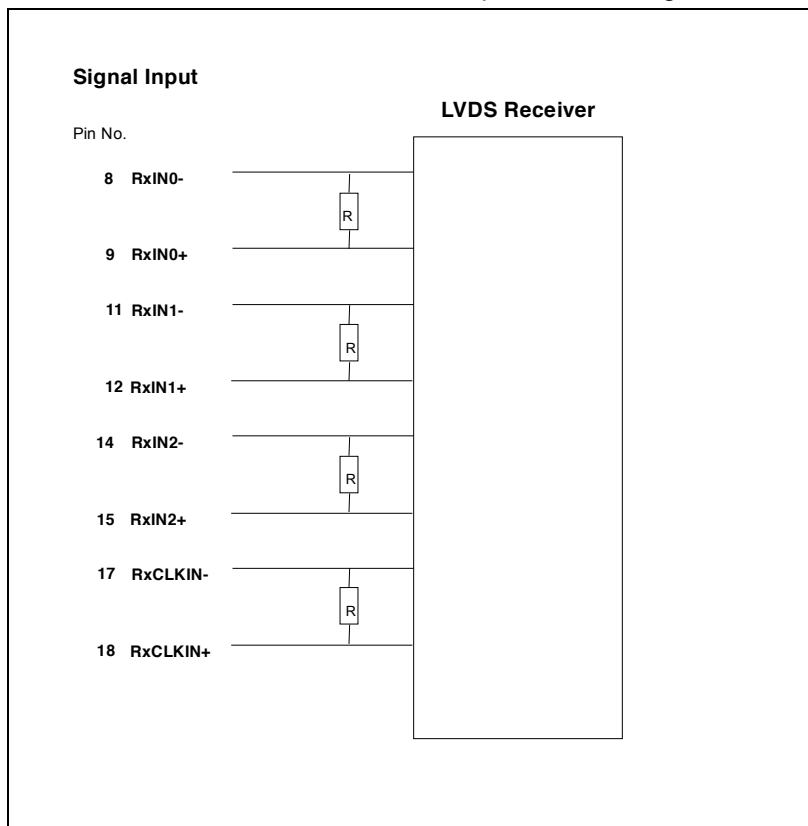 Signal Input
LVDS Receiver
Pin No.
8 RxIN0-
R
9 RxIN0+
11 RxIN1-
R
12 RxIN1+
14 RxIN2-
R
15 RxIN2+
17 RxCLKIN-
R
18 RxCLKIN+